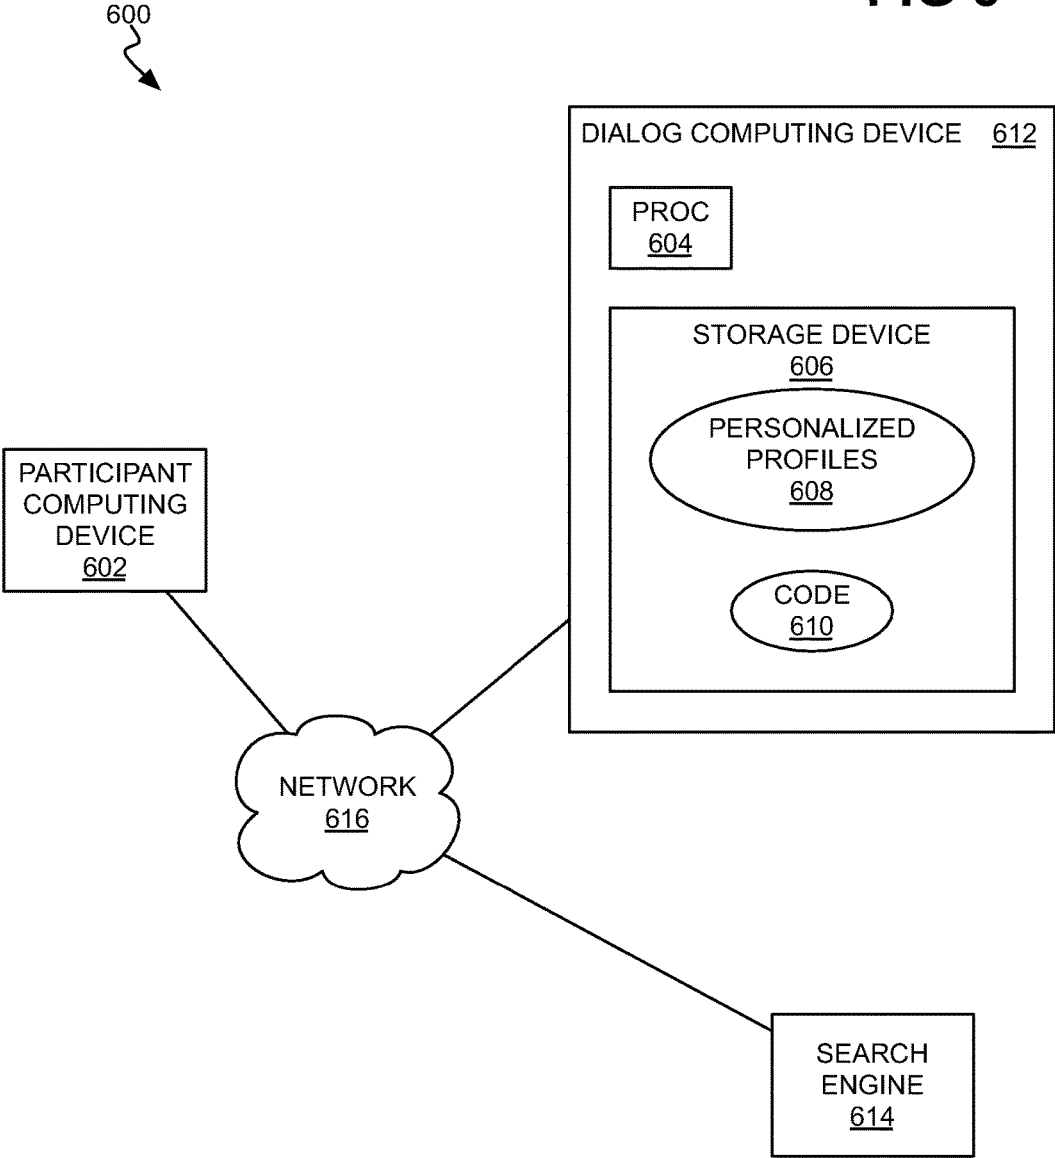 600
DIALOG COMPUTING DEVICE 612
PROC
604
STORAGE DEVICE
606
PERSONALIZED
PROFILES
608
PARTICIPANT
COMPUTING
DEVICE
602
CODE
610
NETWORK
616
SEARCH
ENGINE
614